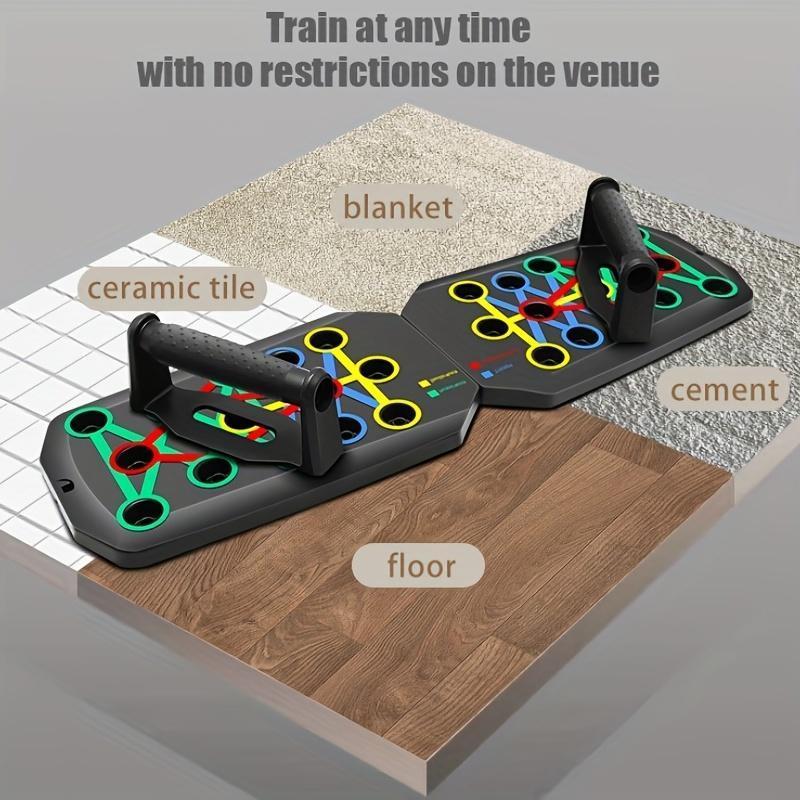 Train at any time
with no restrictions on the venue
blanket
ceramic tile
cement
floor